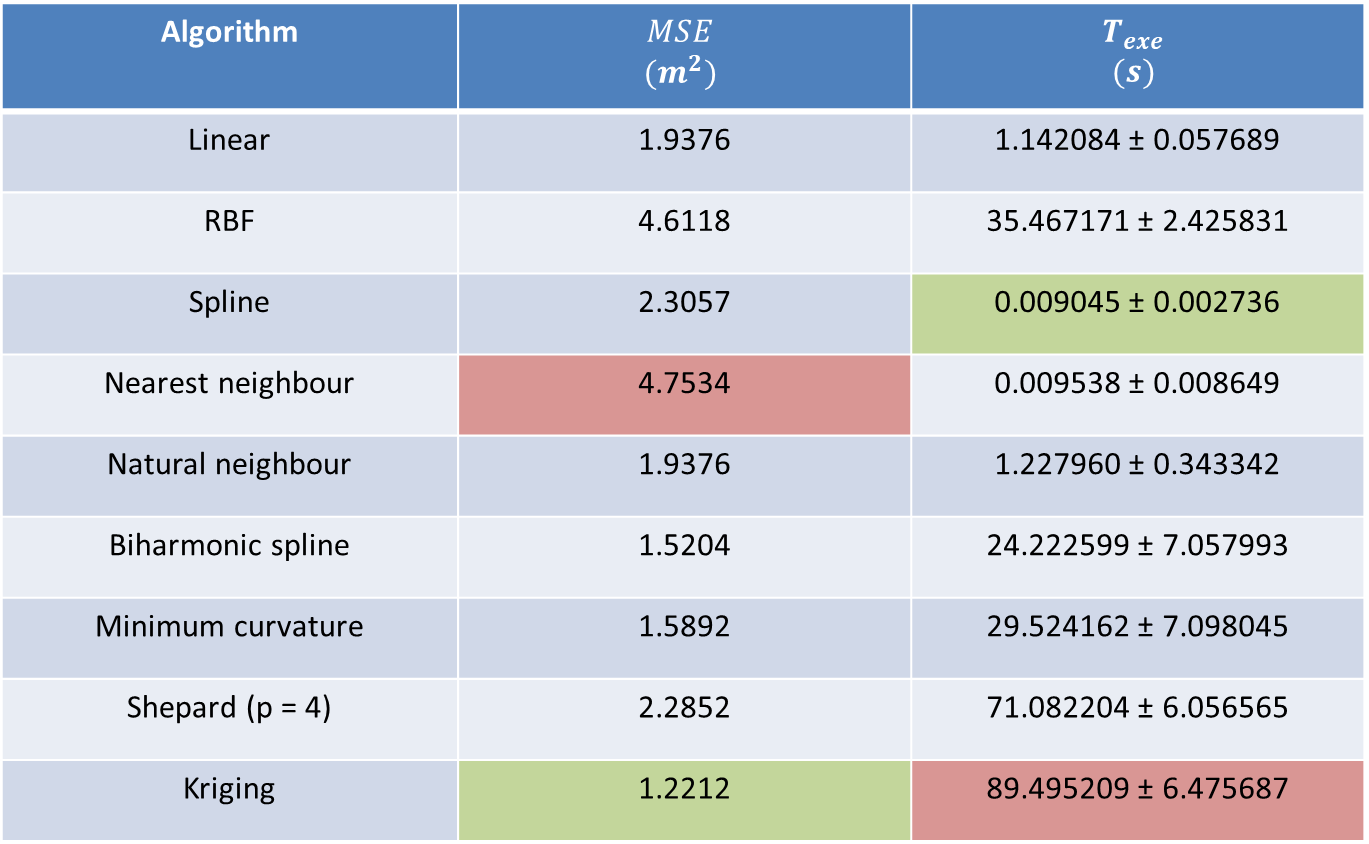 Algorithm MSE T_exe
(m²) (s)
Linear 1.9376 1.142084 ± 0.057689
RBF 4.6118 35.467171 ± 2.425831
Spline 2.3057 0.009045 ± 0.002736
Nearest neighbour 4.7534 0.009538 ± 0.008649
Natural neighbour 1.9376 1.227960 ± 0.343342
Biharmonic spline 1.5204 24.222599 ± 7.057993
Minimum curvature 1.5892 29.524162 ± 7.098045
Shepard (p = 4) 2.2852 71.082204 ± 6.056565
Kriging 1.2212 89.495209 ± 6.475687